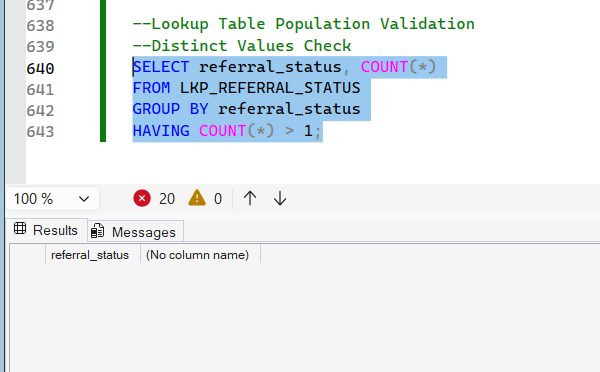 637
638 --Lookup Table Population Validation
639 --Distinct Values Check
640 SELECT referral_status, COUNT(*)
641 FROM LKP_REFERRAL_STATUS
642 GROUP BY referral_status
643 HAVING COUNT(*) > 1;
100 % 20 0
Results Messages
referral_status (No column name)